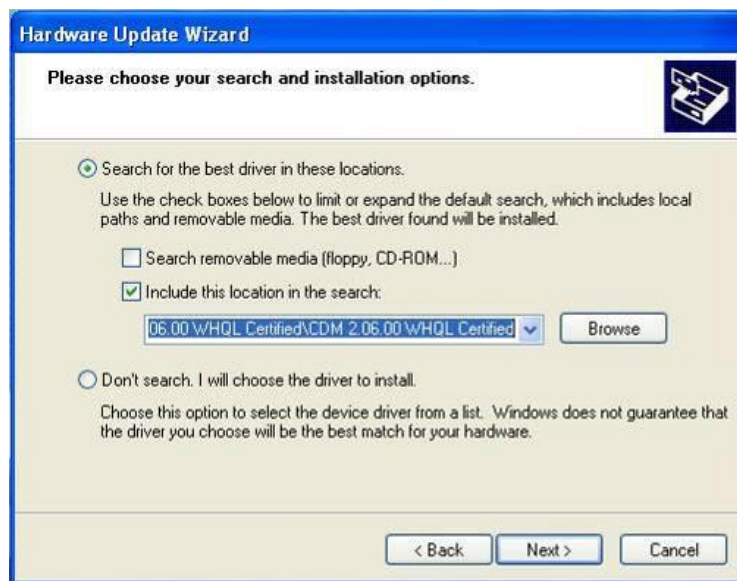 Hardware Update Wizard
Please choose your search and installation options.
Search for the best driver in these locations.
Use the check boxes below to limit or expand the default search, which includes local
paths and removable media. The best driver found will be installed.
Search removable media (floppy, CD-ROM...)
Include this location in the search:
06.00 WHQL Certified\CDM 2.06.00 WHQL Certified
Browse
Don't search. I will choose the driver to install.
Choose this option to select the device driver from a list. Windows does not guarantee that
the driver you choose will be the best match for your hardware.
< Back Next > Cancel